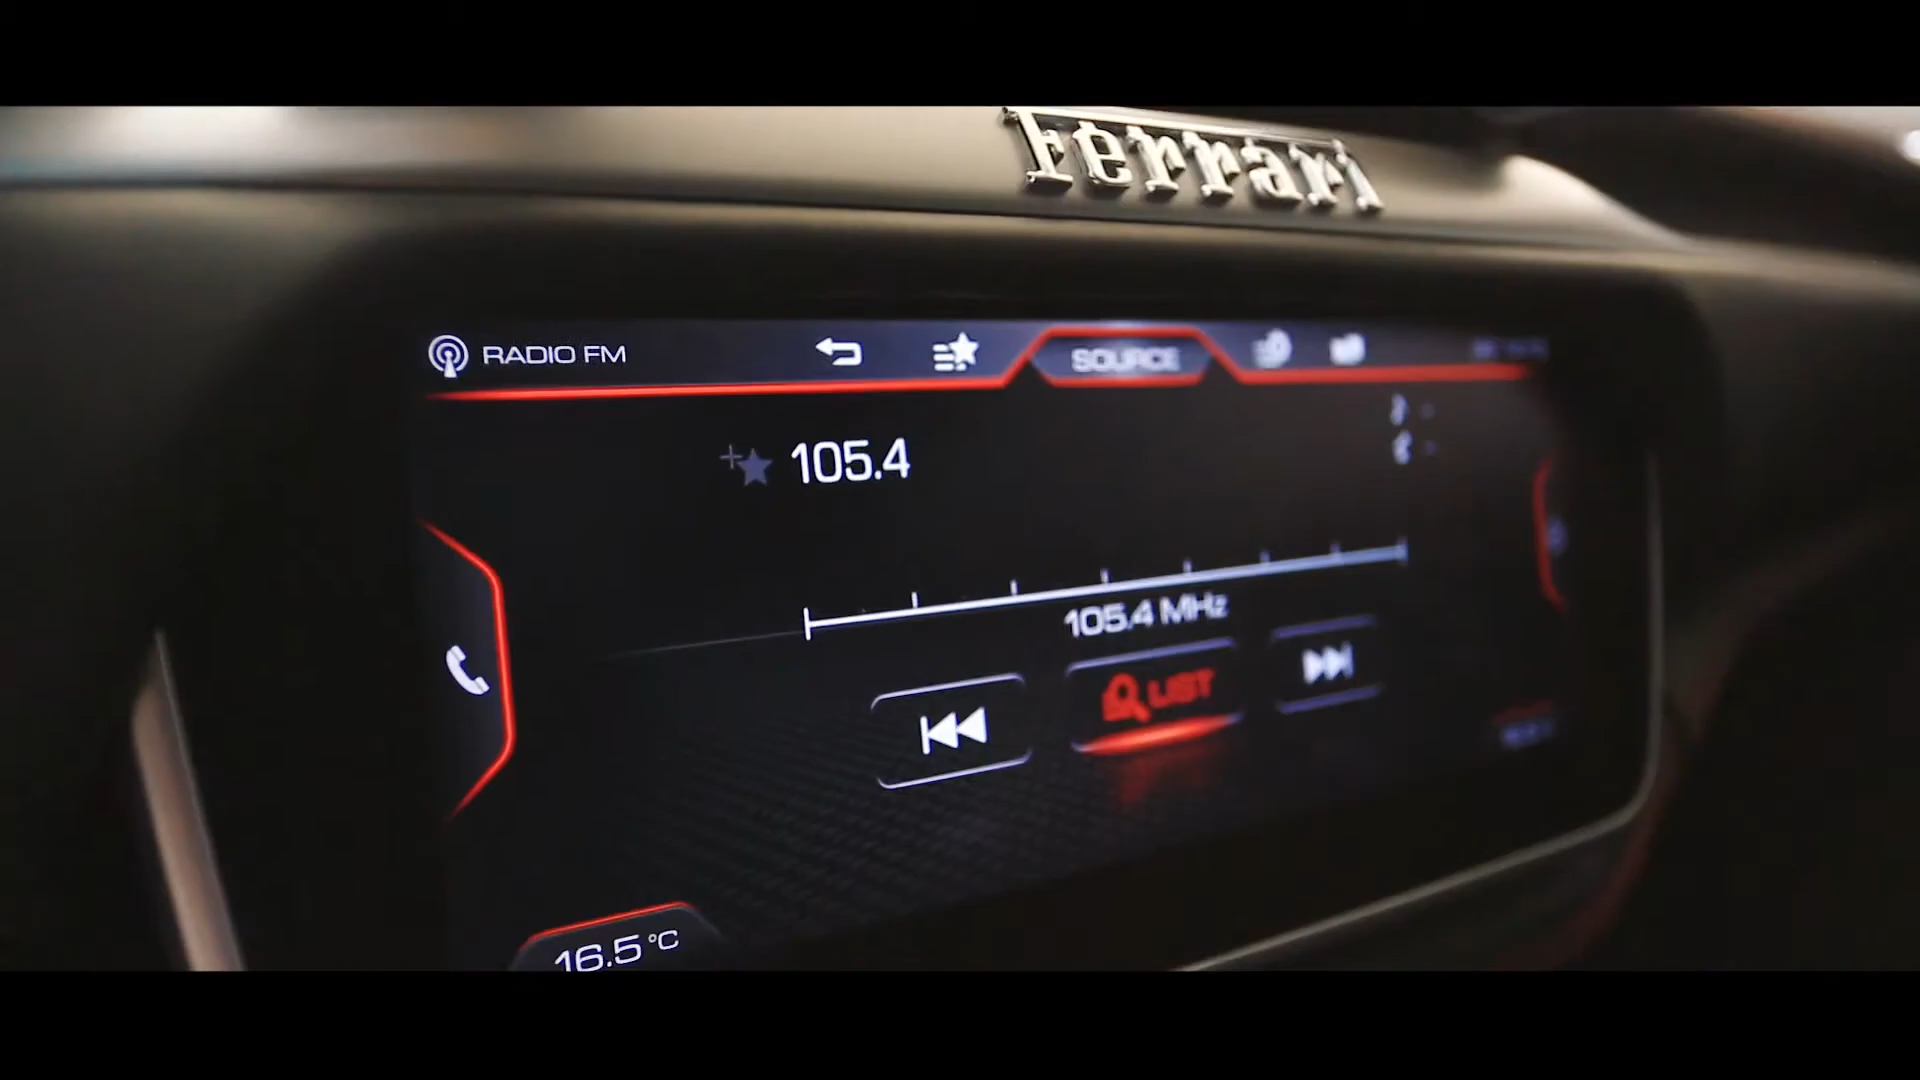 Ferrari
RADIO FM
SOURCE
105.4
105.4 MHz
LIST
16.5 °C